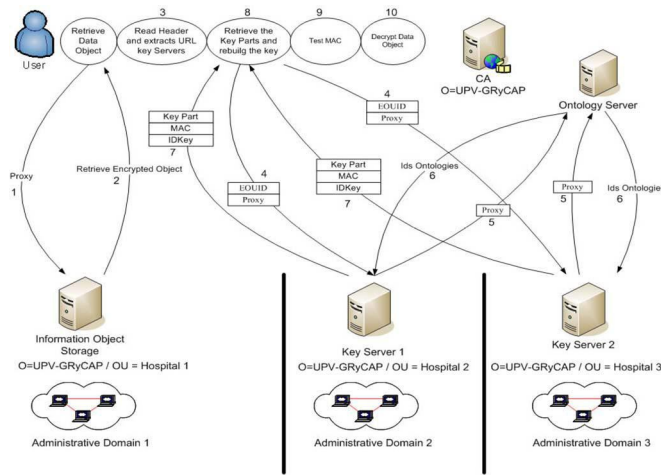 3
8
9
10
User
Retrieve
Data
Object
Read Header
and extracts URL
key Servers
Retrieve the
Key Parts and
rebuilg the key
Test MAC
Decrypt Data
Object
CA
O=UPV-GRyCAP
Ontology Server
Proxy
1
Retrieve Encrypted Object
2
Key Part
MAC
IDKey
7
4
EOUID
Proxy
Key Part
MAC
IDKey
7
4
EOUID
Proxy
Ids Ontologies
6
Proxy
5
Proxy
5
Ids Ontologie
6
Information Object
Storage
O=UPV-GRyCAP / OU = Hospital 1
Key Server 1
O=UPV-GRyCAP / OU = Hospital 2
Key Server 2
O=UPV-GRyCAP / OU = Hospital 3
Administrative Domain 1
Administrative Domain 2
Administrative Domain 3